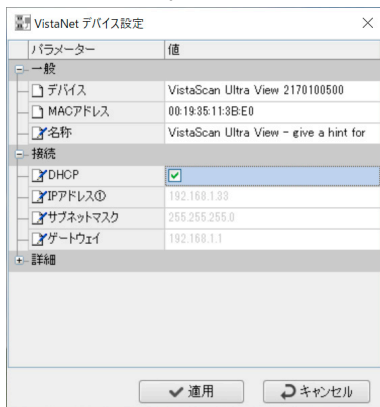 VistaNet デバイス設定
パラメーター 値
一般
デバイス VistaScan Ultra View 2170100500
MACアドレス 00:19:35:11:3B:E0
名称 VistaScan Ultra View - give a hint for
接続
DHCP
IPアドレス① 192.168.1.33
サブネットマスク 255.255.255.0
ゲートウェイ 192.168.1.1
詳細
適用 キャンセル